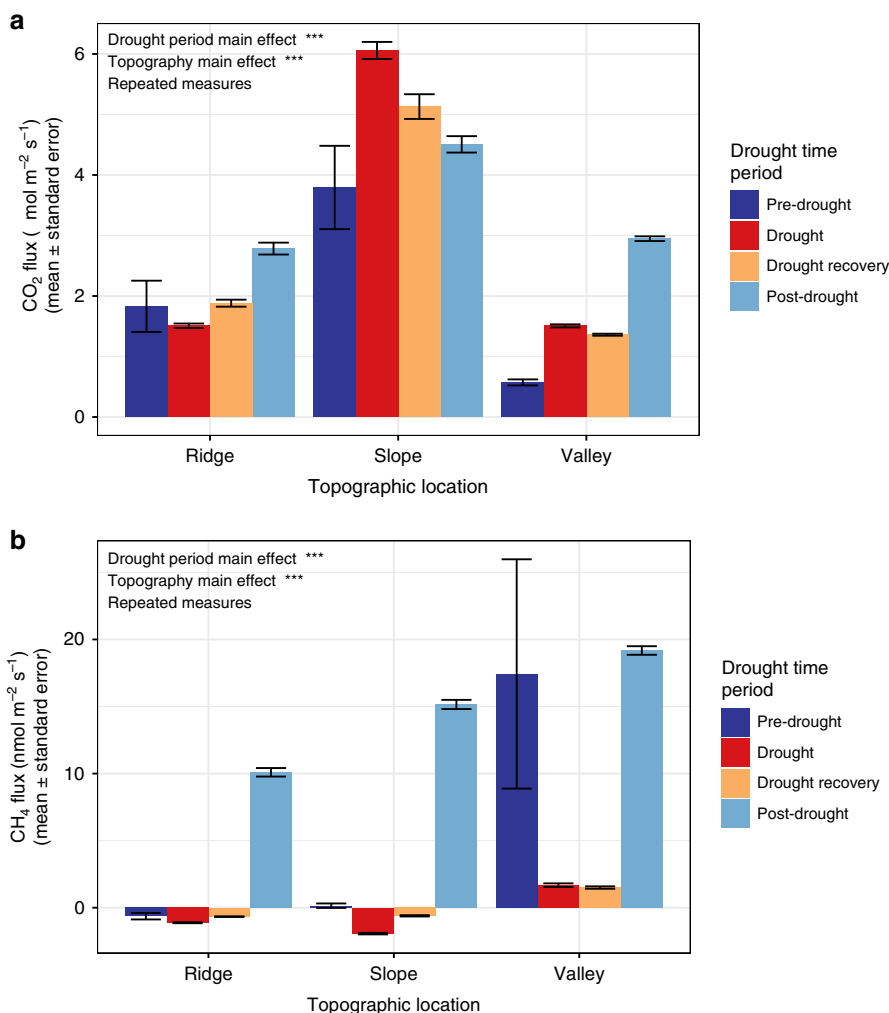 a
Drought period main effect ***
Topography main effect ***
Repeated measures
6
4
2
0
CO₂ flux ( mol m⁻² s⁻¹)
(mean ± standard error)
Ridge
Slope
Valley
Topographic location
Drought time
period
Pre-drought
Drought
Drought recovery
Post-drought
b
Drought period main effect ***
Topography main effect ***
Repeated measures
20
10
0
CH₄ flux (nmol m⁻² s⁻¹)
(mean ± standard error)
Ridge
Slope
Valley
Topographic location
Drought time
period
Pre-drought
Drought
Drought recovery
Post-drought